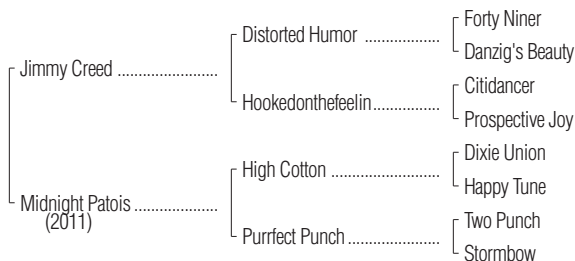 Forty Niner
Distorted Humor ..................
Danzig's Beauty
Jimmy Creed ........................
Citidancer
Hookedonthefeelin................
Prospective Joy
Dixie Union
High Cotton ..........................
Happy Tune
Midnight Patois ....................
(2011)
Two Punch
Purrfect Punch ......................
Stormbow